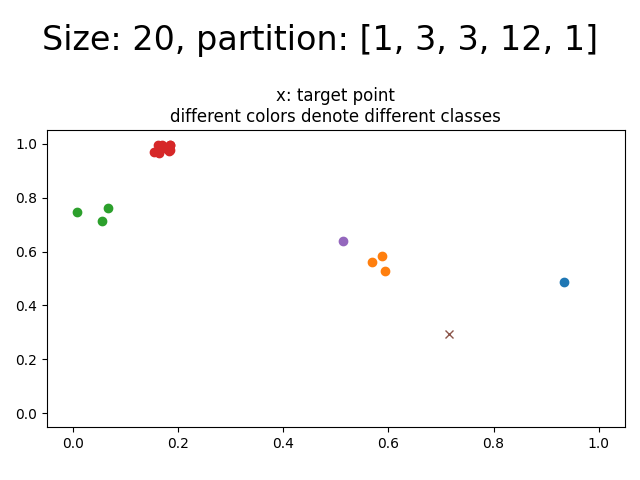 Size: 20, partition: [1, 3, 3, 12, 1]
x: target point
different colors denote different classes
1.0
0.8
0.6
0.4
0.2
0.0
0.0 0.2 0.4 0.6 0.8 1.0